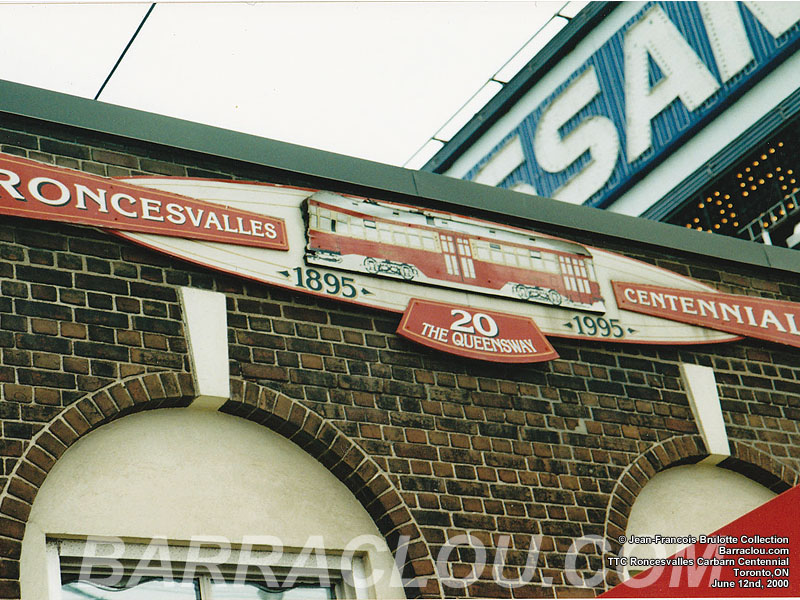 RONCESVALLES
1895
20
THE QUEENSWAY
1995
CENTENNIAL
BARRACLOU.COM
© Jean-Francois Brulotte Collection
Barraclou.com
TTC Roncesvalles Carbarn Centennial
Toronto,ON
June 12nd, 2000